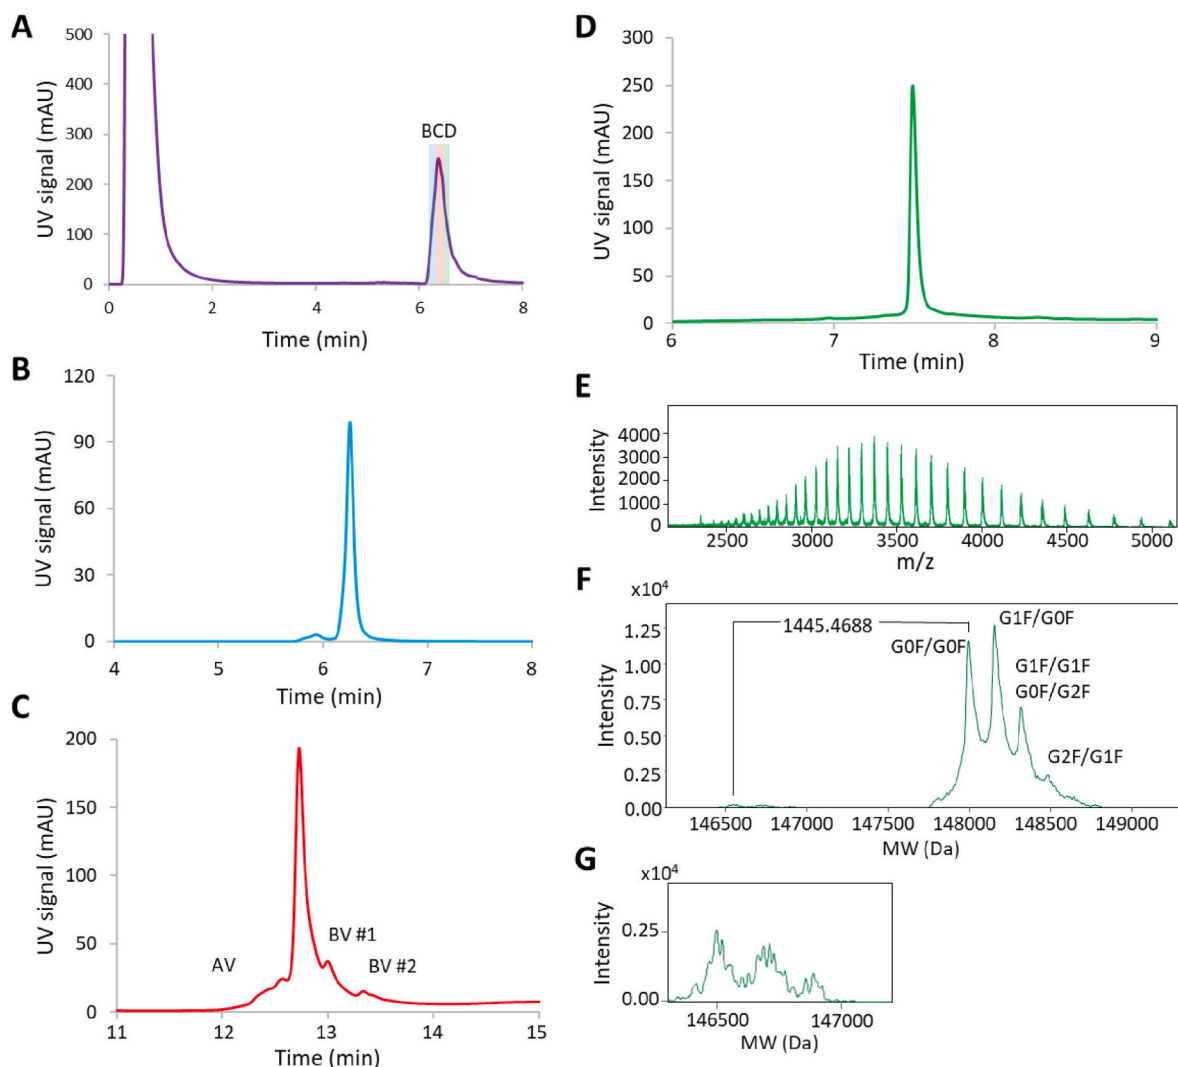 A
500
400
300
200
100
0
UV signal (mAU)
BCD
0 2 4 6 8
Time (min)
B
120
90
60
30
0
UV signal (mAU)
4 5 6 7 8
Time (min)
C
200
150
100
50
0
UV signal (mAU)
AV
BV #1
BV #2
11 12 13 14 15
Time (min)
D
300
250
200
150
100
50
0
UV signal (mAU)
6 7 8 9
Time (min)
E
4000
3000
2000
1000
0
Intensity
2500 3000 3500 4000 4500 5000
m/z
F
x10⁴
1.25
1.00
0.75
0.50
0.25
0.00
Intensity
1445.4688
G0F/G0F
G1F/G0F
G1F/G1F
G0F/G2F
G2F/G1F
146500 147000 147500 148000 148500 149000
MW (Da)
G
x10⁴
0.25
0.00
Intensity
146500 147000
MW (Da)